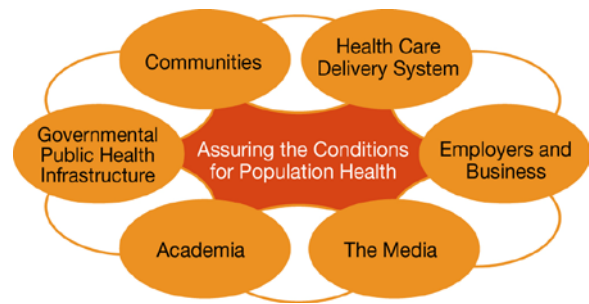 Communities
Health Care
Delivery System
Governmental
Public Health
Infrastructure
Assuring the Conditions
for Population Health
Employers and
Business
Academia
The Media